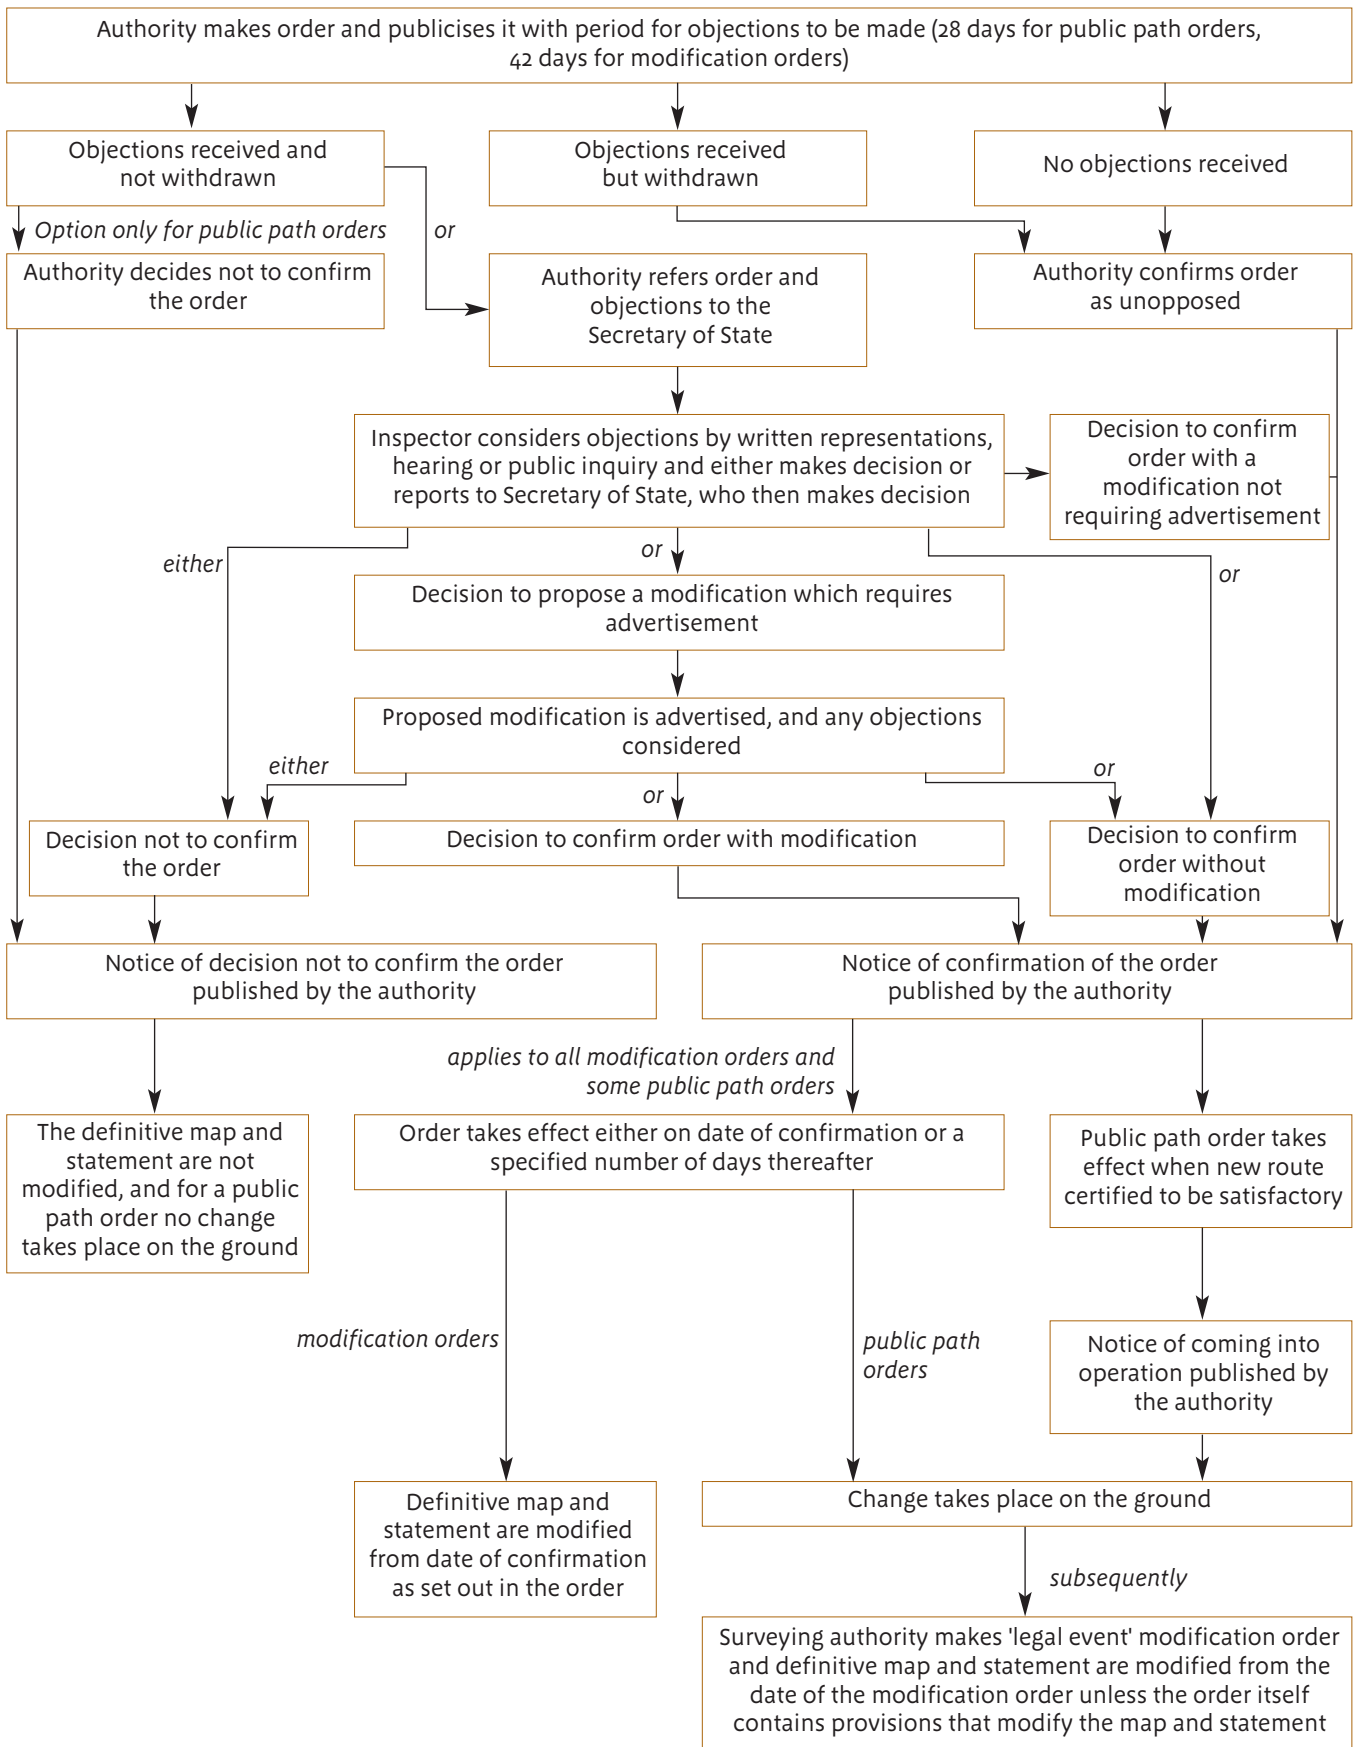 Authority makes order and publicises it with period for objections to be made (28 days for public path orders,
42 days for modification orders)
Objections received and
not withdrawn
Objections received
but withdrawn
No objections received
Option only for public path orders
or
Authority decides not to confirm
the order
Authority refers order and
objections to the
Secretary of State
Authority confirms order
as unopposed
Inspector considers objections by written representations,
hearing or public inquiry and either makes decision or
reports to Secretary of State, who then makes decision
Decision to confirm
order with a
modification not
requiring advertisement
either
or
or
Decision to propose a modification which requires
advertisement
Proposed modification is advertised, and any objections
considered
either
or
or
Decision not to confirm
the order
Decision to confirm order with modification
Decision to confirm
order without
modification
Notice of decision not to confirm the order
published by the authority
Notice of confirmation of the order
published by the authority
applies to all modification orders and
some public path orders
The definitive map and
statement are not
modified, and for a public
path order no change
takes place on the ground
Order takes effect either on date of confirmation or a
specified number of days thereafter
Public path order takes
effect when new route
certified to be satisfactory
modification orders
public path
orders
Notice of coming into
operation published by
the authority
Definitive map and
statement are modified
from date of confirmation
as set out in the order
Change takes place on the ground
subsequently
Surveying authority makes 'legal event' modification order
and definitive map and statement are modified from the
date of the modification order unless the order itself
contains provisions that modify the map and statement